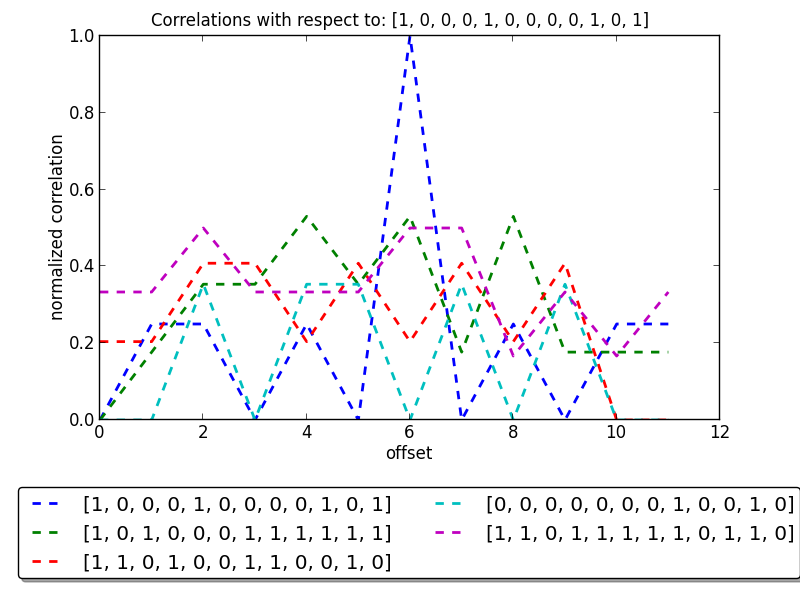 Correlations with respect to: [1, 0, 0, 0, 1, 0, 0, 0, 0, 1, 0, 1]
1.0
0.8
0.6
0.4
0.2
0.0
normalized correlation
0 2 4 6 8 10 12
offset
[1, 0, 0, 0, 1, 0, 0, 0, 0, 1, 0, 1] [0, 0, 0, 0, 0, 0, 0, 1, 0, 0, 1, 0]
[1, 0, 1, 0, 0, 0, 1, 1, 1, 1, 1, 1] [1, 1, 0, 1, 1, 1, 1, 1, 0, 1, 1, 0]
[1, 1, 0, 1, 0, 0, 1, 1, 0, 0, 1, 0]